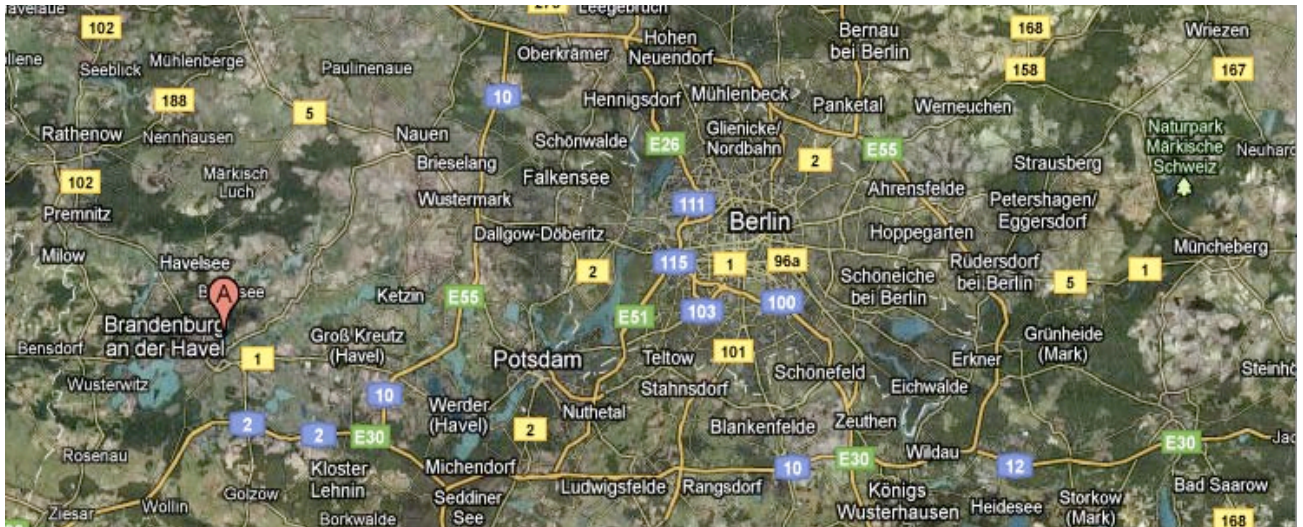 273
Leegebruch
102
168
Wriezen
Hohen
Neuendorf
Bernau
bei Berlin
Oberkrämer
Seeblick
Mühlenberge
Paulinenaue
158
167
10
188
5
Hennigsdorf
Mühlenbeck
Panketal
Werneuchen
Rathenow
Nennhausen
Nauen
Schönwalde
E26
Glienicke/
Nordbahn
2
E55
Naturpark
Märkische
Schweiz
Brieselang
Strausberg
Märkisch
Luch
Falkensee
102
Wustermark
111
Ahrensfelde
Petershagen/
Eggersdorf
Premnitz
Berlin
Dallgow-Döberitz
Hoppegarten
Müncheberg
Milow
Havelsee
2
115
1
96a
Schöneiche
bei Berlin
Rüdersdorf
bei Berlin
5
1
A
Ketzin
E55
E51
103
100
Brandenburg
an der Havel
Groß Kreutz
(Havel)
Grünheide
(Mark)
Bensdorf
1
Potsdam
Teltow
101
Erkner
Wusterwitz
Stahnsdorf
Schönefeld
Eichwalde
10
Werder
(Havel)
Nuthetal
2
2
2
E30
Blankenfelde
Zeuthen
E30
Rosenau
Kloster
Lehnin
Michendorf
10
E30
Wildau
12
Golzow
Wollin
Ziesar
Borkwalde
Seddiner
See
Ludwigsfelde
Rangsdorf
Königs
Wusterhausen
Heidesee
Storkow
(Mark)
Bad Saarow
168